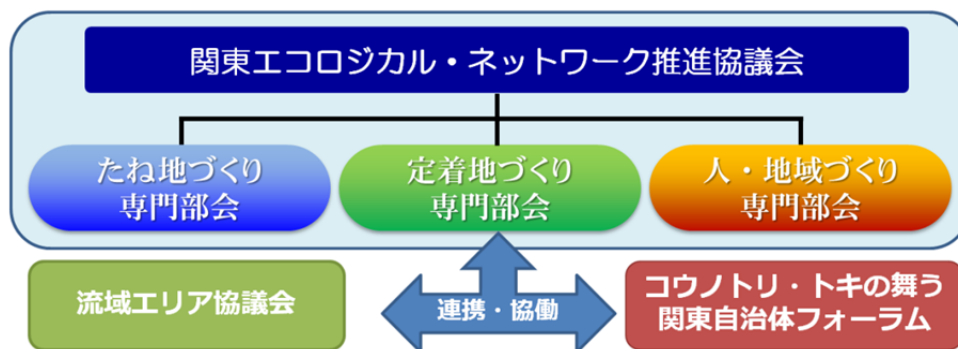 関東エコロジカル・ネットワーク推進協議会
たね地づくり
専門部会
定着地づくり
専門部会
人・地域づくり
専門部会
流域エリア協議会
連携・協働
コウノトリ・トキの舞う
関東自治体フォーラム